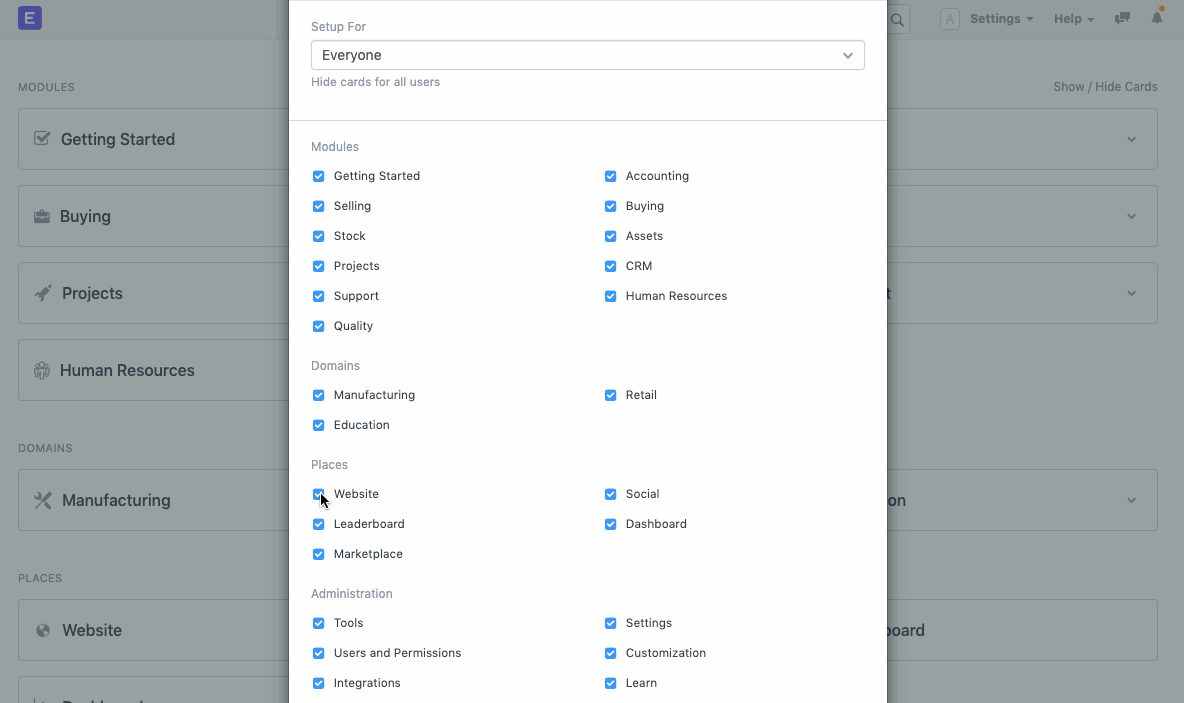 E
A Settings Help
Setup For
Everyone
Hide cards for all users
MODULES
Show / Hide Cards
Getting Started
Buying
Projects
Human Resources
DOMAINS
Manufacturing
PLACES
Website
Modules
Getting Started Accounting
Selling Buying
Stock Assets
Projects CRM
Support Human Resources
Quality
Domains
Manufacturing Retail
Education
Places
Website Social
Leaderboard Dashboard
Marketplace
Administration
Tools Settings
Users and Permissions Customization
Integrations Learn